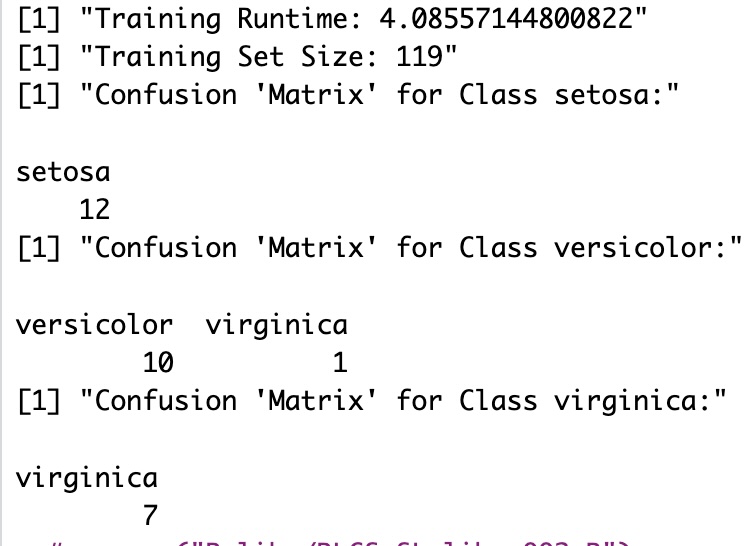 [1] "Training Runtime: 4.08557144800822"
[1] "Training Set Size: 119"
[1] "Confusion 'Matrix' for Class setosa:"
setosa
12
[1] "Confusion 'Matrix' for Class versicolor:"
versicolor virginica
10 1
[1] "Confusion 'Matrix' for Class virginica:"
virginica
7